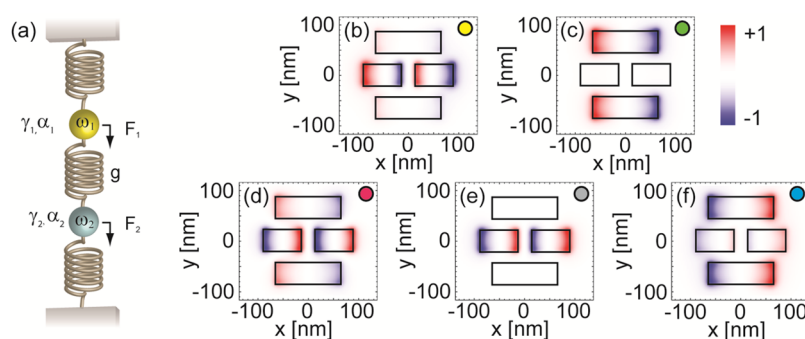 (a)
γ₁,α₁
ω₁
F₁
g
γ₂,α₂
ω₂
F₂
(b)
y [nm]
100
0
-100
-100
0
100
x [nm]
(c)
y [nm]
100
0
-100
-100
0
100
x [nm]
+1
-1
(d)
y [nm]
100
0
-100
-100
0
100
x [nm]
(e)
y [nm]
100
0
-100
-100
0
100
x [nm]
(f)
y [nm]
100
0
-100
-100
0
100
x [nm]